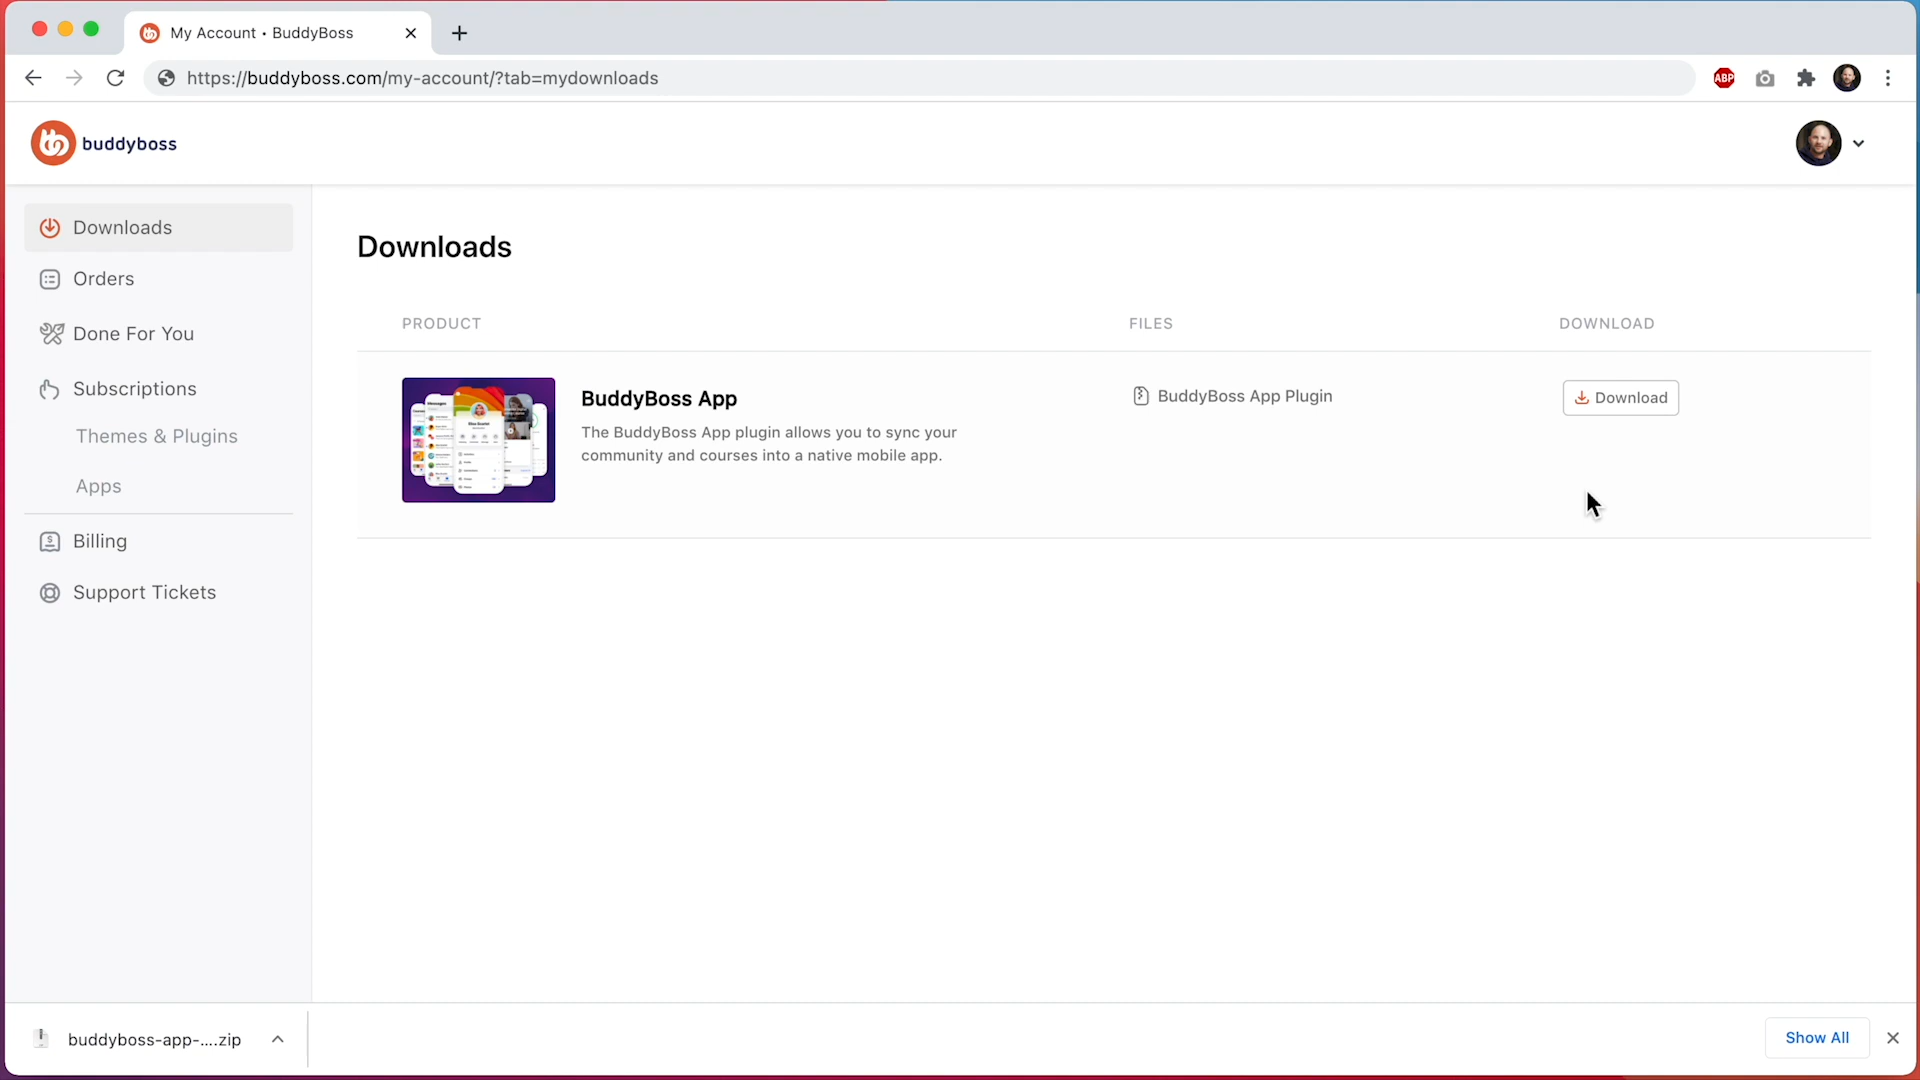 My Account • BuddyBoss
https://buddyboss.com/my-account/?tab=mydownloads
ABP
buddyboss
Downloads
Orders
Done For You
Subscriptions
Themes & Plugins
Apps
Billing
Support Tickets
Downloads
PRODUCT
FILES
DOWNLOAD
BuddyBoss App
The BuddyBoss App plugin allows you to sync your
community and courses into a native mobile app.
BuddyBoss App Plugin
Download
buddyboss-app-....zip
Show All